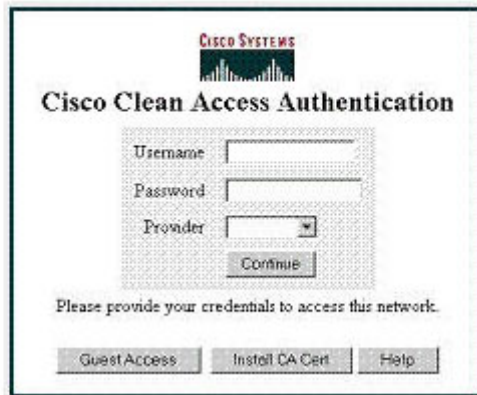 CISCO SYSTEMS
Cisco Clean Access Authentication
Username
Password
Provider
Continue
Please provide your credentials to access this network.
Guest Access Install CA Cert Help